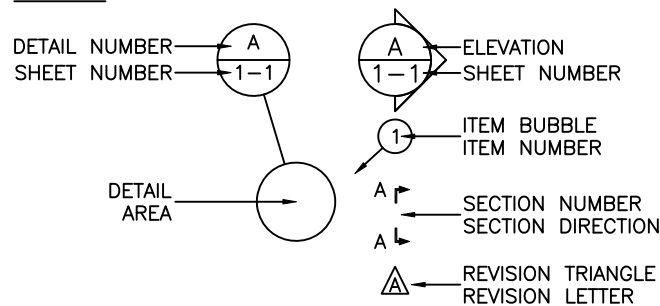 DETAIL NUMBER
SHEET NUMBER
A
1-1
DETAIL
AREA
A
1-1
ELEVATION
SHEET NUMBER
1
ITEM BUBBLE
ITEM NUMBER
A
A
SECTION NUMBER
SECTION DIRECTION
A
REVISION TRIANGLE
REVISION LETTER